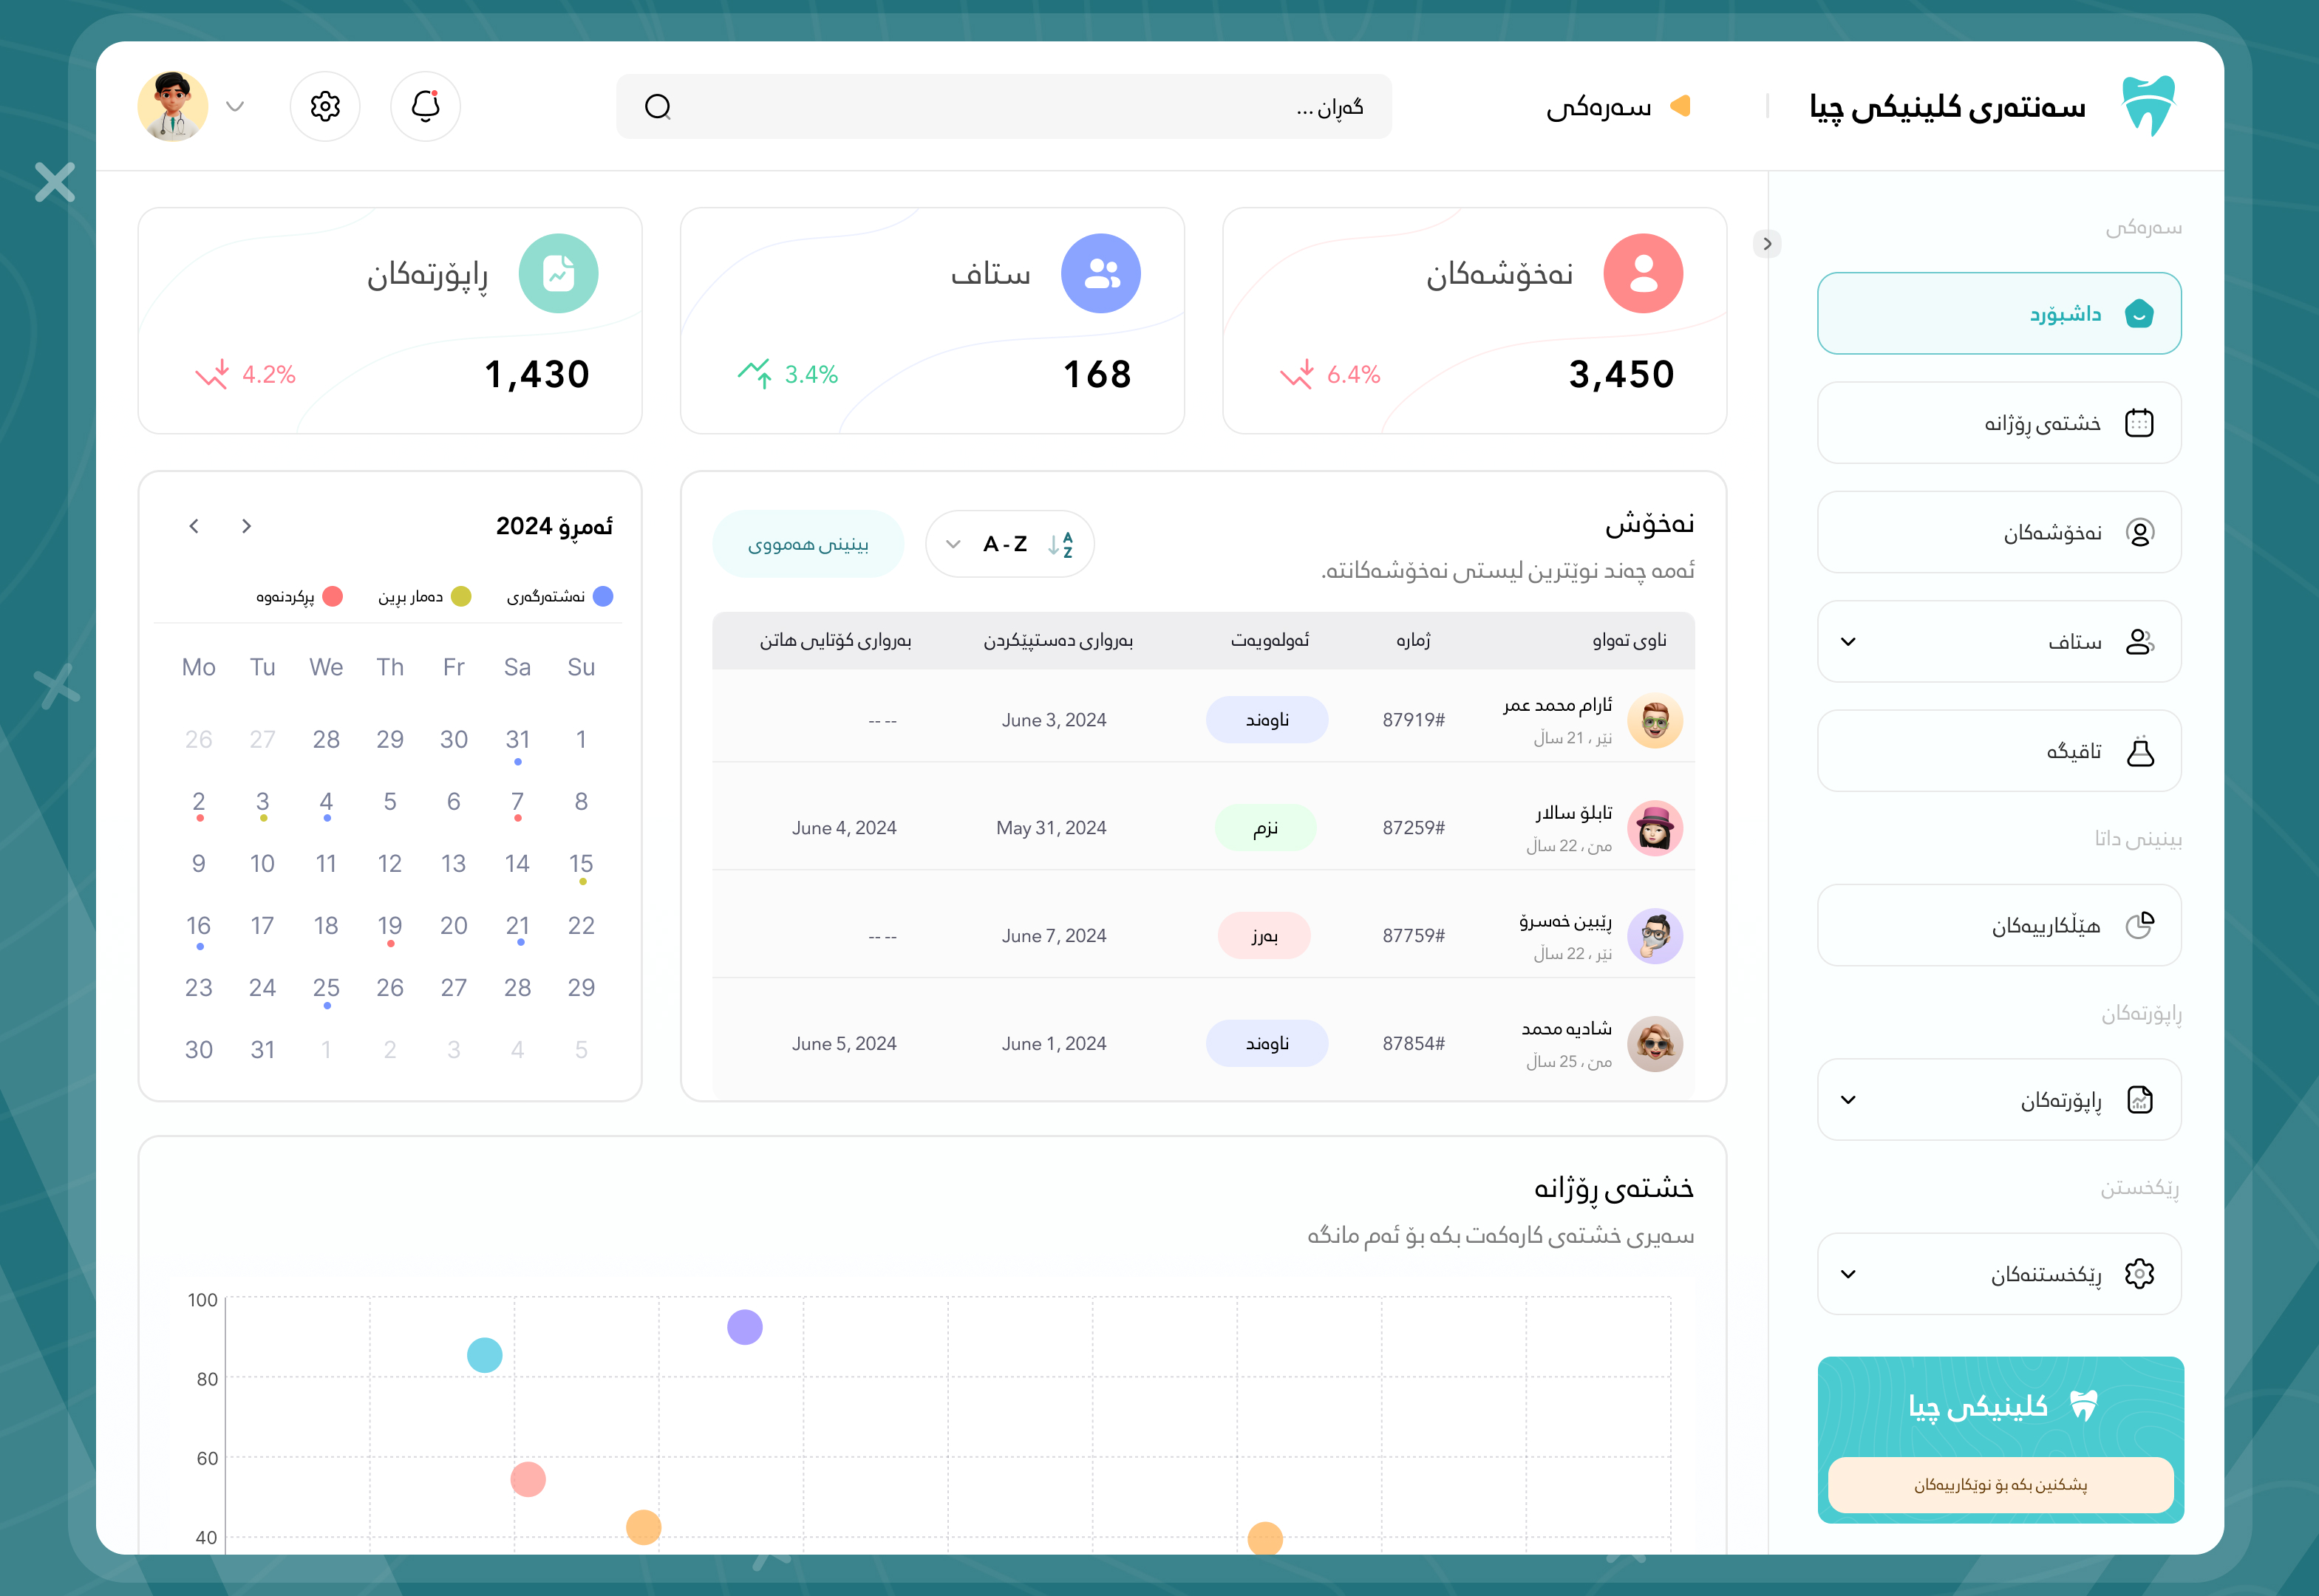 سەنتەری کلینیکی چیا
سەرەکی
گەڕان ...
سەرەکی
داشبۆرد
خشتەی ڕۆژانە
نەخۆشەکان
ستاف
تاقیگە
بینینی داتا
هێڵکارییەکان
ڕاپۆرتەکان
ڕاپۆرتەکان
ڕێکخستن
ڕێکخستنەکان
کلینیکی چیا
پشکنین بکە بۆ نوێکارییەکان
نەخۆشەکان
3,450
6.4%
ستاف
168
3.4%
ڕاپۆرتەکان
1,430
4.2%
نەخۆش
ئەمە چەند نوێترین لیستی نەخۆشەکانتە.
A - Z
A
Z
بینینی هەمووی
ناوی تەواو ژمارە ئەولەویەت بەرواری دەستپێکردن بەرواری کۆتایی هاتن
ئارام محمد عمر
نێر ، 21 ساڵ
87919# ناوەند June 3, 2024 -- --
تابلۆ سالار
مێ ، 22 ساڵ
87259# نزم May 31, 2024 June 4, 2024
ڕێبین خەسرۆ
نێر ، 22 ساڵ
87759# بەرز June 7, 2024 -- --
شادیە محمد
مێ ، 25 ساڵ
87854# ناوەند June 1, 2024 June 5, 2024
ئەمڕۆ 2024
نەشتەرگەری دەمار بڕین پڕکردنەوە
Mo Tu We Th Fr Sa Su
26 27 28 29 30 31 1
2 3 4 5 6 7 8
9 10 11 12 13 14 15
16 17 18 19 20 21 22
23 24 25 26 27 28 29
30 31 1 2 3 4 5
خشتەی ڕۆژانە
سەیری خشتەی کارەکەت بکە بۆ ئەم مانگە
100
80
60
40